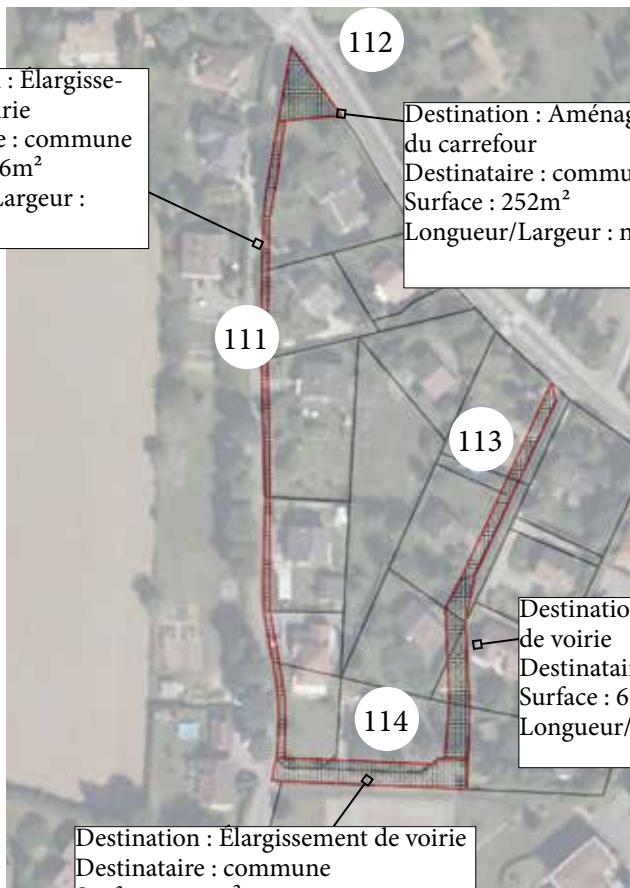 112
: Élargisse-
rie
e : commune
6m²
Largeur :
Destination : Aménag
du carrefour
Destinataire : commu
Surface : 252m²
Longueur/Largeur : n
111
113
Destinatio
de voirie
Destinatair
Surface : 6
Longueur/
114
Destination : Élargissement de voirie
Destinataire : commune